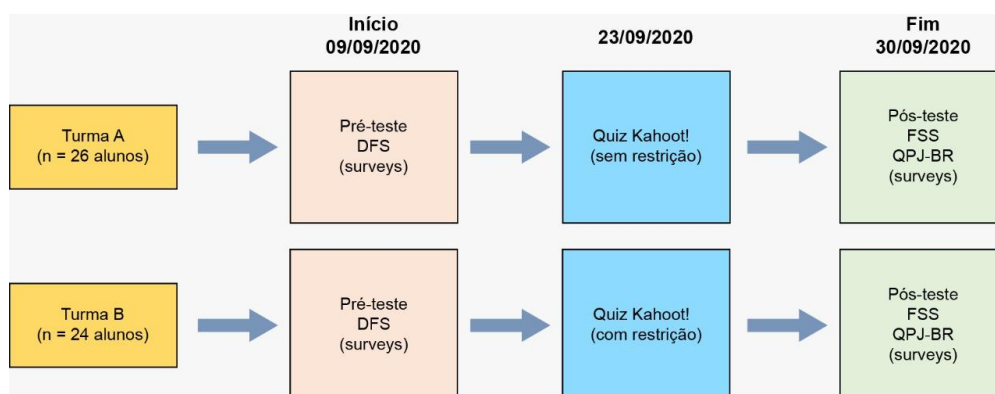 Início
09/09/2020
23/09/2020
Fim
30/09/2020
Turma A
(n = 26 alunos)
Pré-teste
DFS
(surveys)
Quiz Kahoot!
(sem restrição)
Pós-teste
FSS
QPJ-BR
(surveys)
Turma B
(n = 24 alunos)
Pré-teste
DFS
(surveys)
Quiz Kahoot!
(com restrição)
Pós-teste
FSS
QPJ-BR
(surveys)